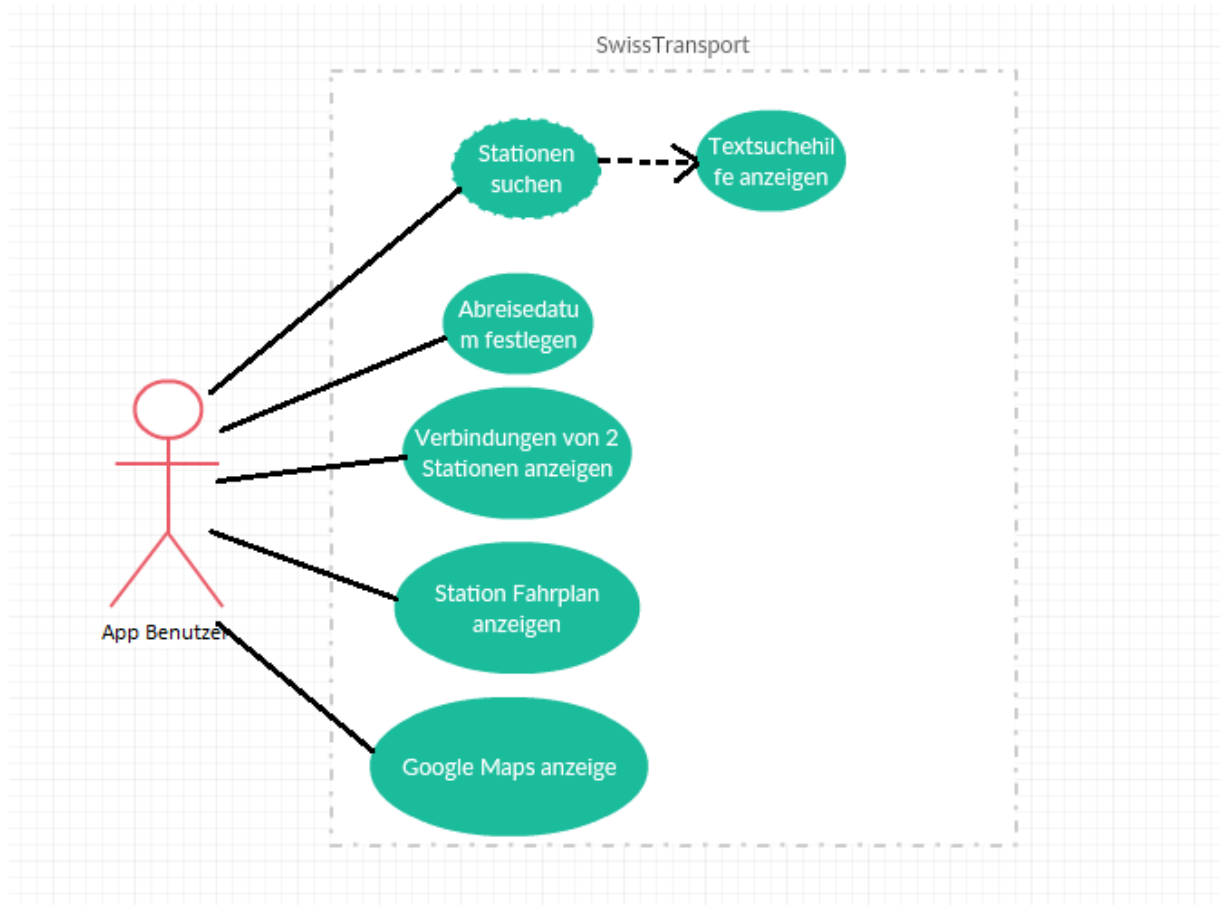 SwissTransport
Stationen
suchen
Textsuchehil
fe anzeigen
Abreisedatu
m festlegen
Verbindungen von 2
Stationen anzeigen
Station Fahrplan
anzeigen
App Benutzer
Google Maps anzeige